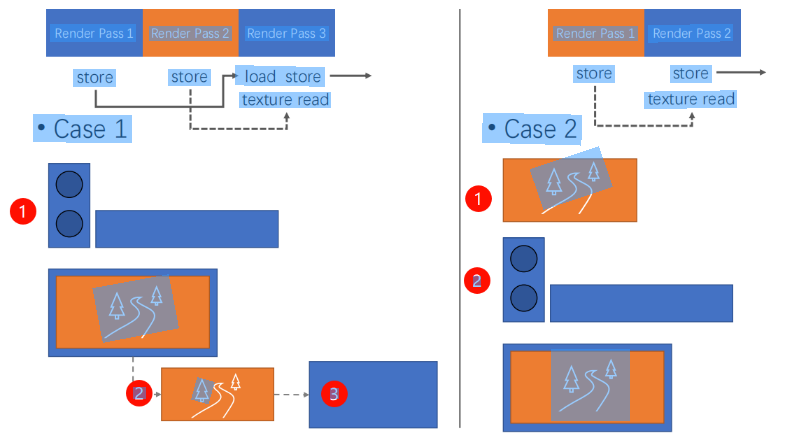 Render Pass 1
Render Pass 2
Render Pass 3
store
store
load store
texture read
• Case 1
1
2
3
Render Pass 1
Render Pass 2
store
store
texture read
• Case 2
1
2